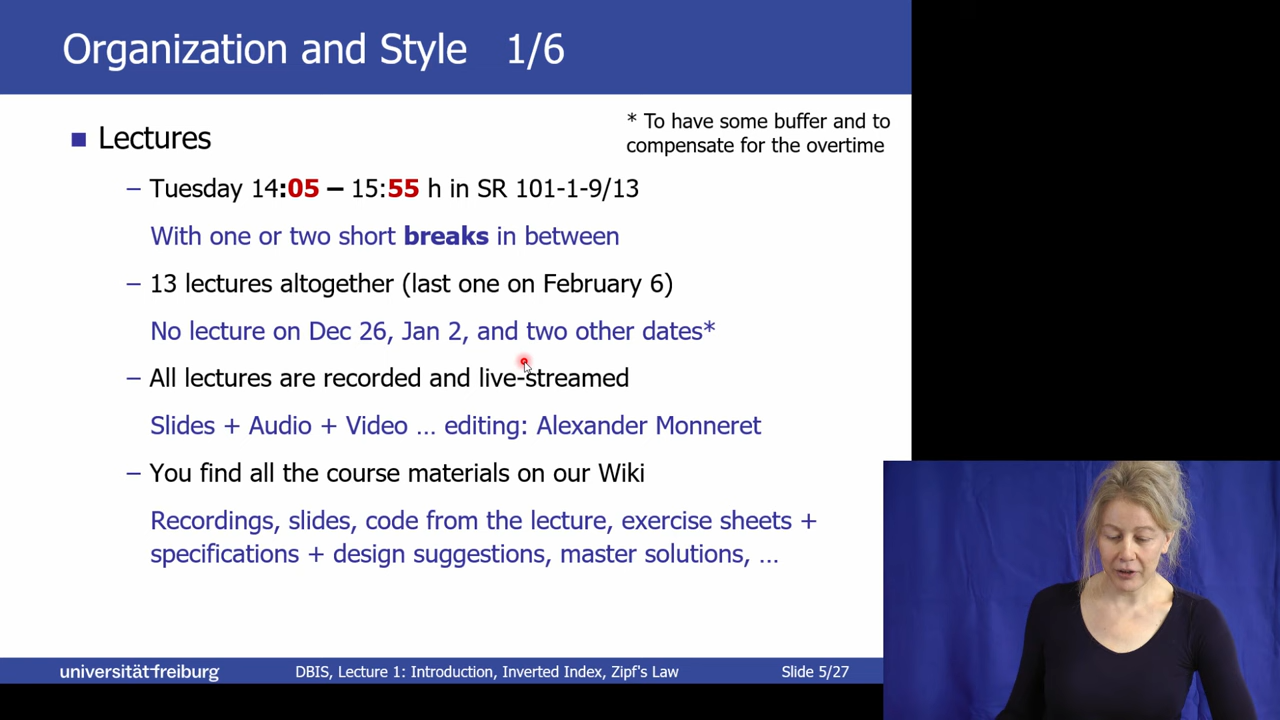 Organization and Style 1/6
* To have some buffer and to
compensate for the overtime
■ Lectures
– Tuesday 14:05 – 15:55 h in SR 101-1-9/13
With one or two short breaks in between
– 13 lectures altogether (last one on February 6)
No lecture on Dec 26, Jan 2, and two other dates*
– All lectures are recorded and live-streamed
Slides + Audio + Video … editing: Alexander Monneret
– You find all the course materials on our Wiki
Recordings, slides, code from the lecture, exercise sheets +
specifications + design suggestions, master solutions, …
universität freiburg
DBIS, Lecture 1: Introduction, Inverted Index, Zipf's Law
Slide 5/27